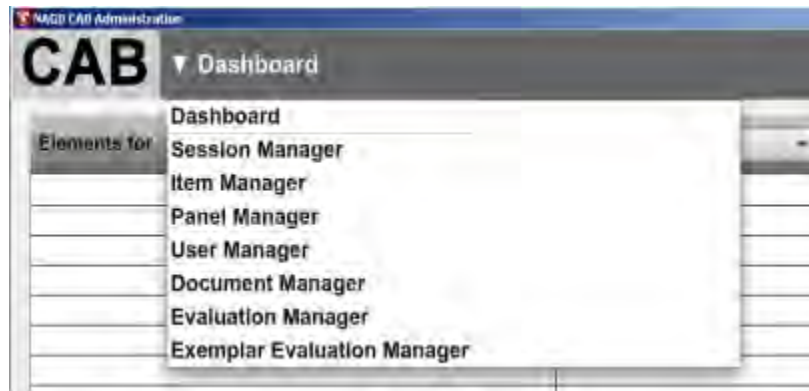 NAGB CAB Administration
CAB
▼ Dashboard
Dashboard
Elements for
Session Manager
Item Manager
Panel Manager
User Manager
Document Manager
Evaluation Manager
Exemplar Evaluation Manager